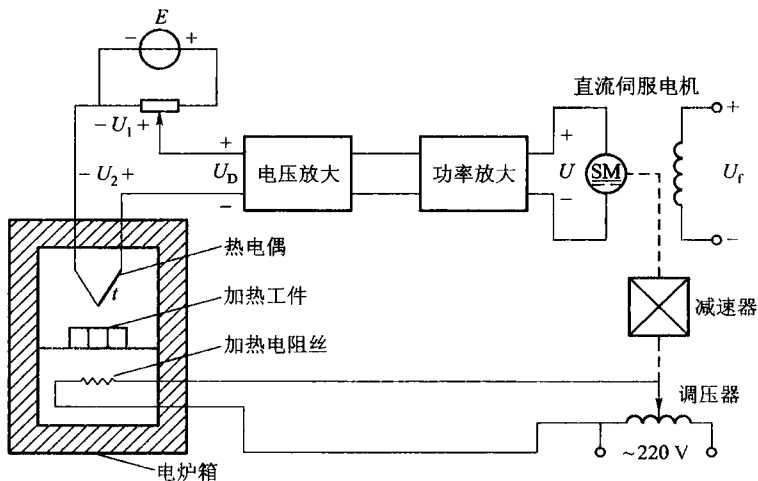 E
− +
− U₁ +
− U₂ +
+
U_D
−
电压放大
功率放大
+
U
−
直流伺服电机
SM
+
U_f
−
热电偶
t
加热工件
加热电阻丝
减速器
调压器
~220 V
电炉箱